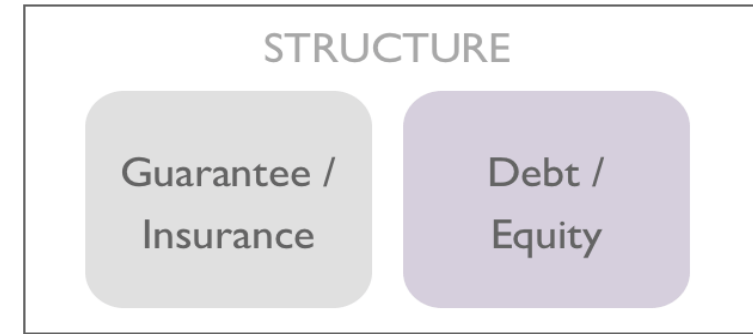 STRUCTURE
Guarantee /
Insurance
Debt /
Equity